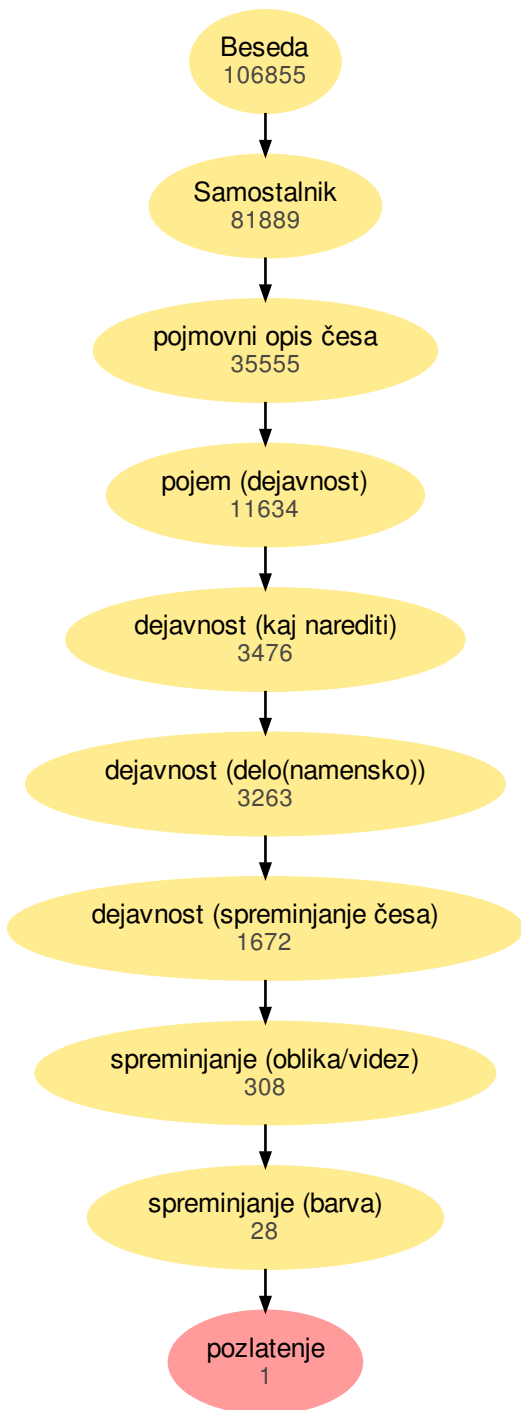 Beseda
106855
Samostalnik
81889
pojmovni opis česa
35555
pojem (dejavnost)
11634
dejavnost (kaj narediti)
3476
dejavnost (delo(namensko))
3263
dejavnost (spreminjanje česa)
1672
spreminjanje (oblika/videz)
308
spreminjanje (barva)
28
pozlatenje
1